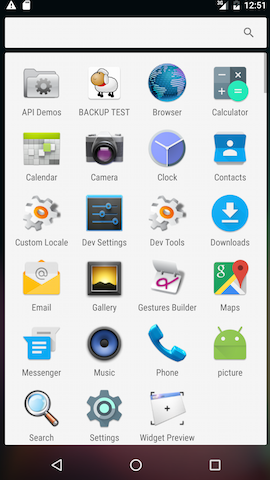 3G 12:51
API Demos BACKUP TEST Browser Calculator
Calendar Camera Clock Contacts
Custom Locale Dev Settings Dev Tools Downloads
Email Gallery Gestures Builder Maps
Messenger Music Phone picture
Search Settings Widget Preview